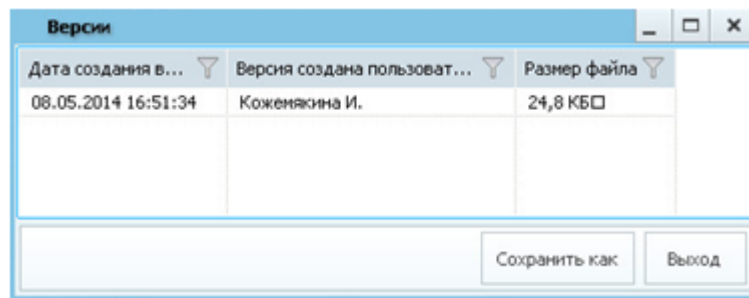 Версии
Дата создания в... Версия создана пользоват... Размер файла
08.05.2014 16:51:34 Кожемякина И. 24,8 КБ□
Сохранить как Выход